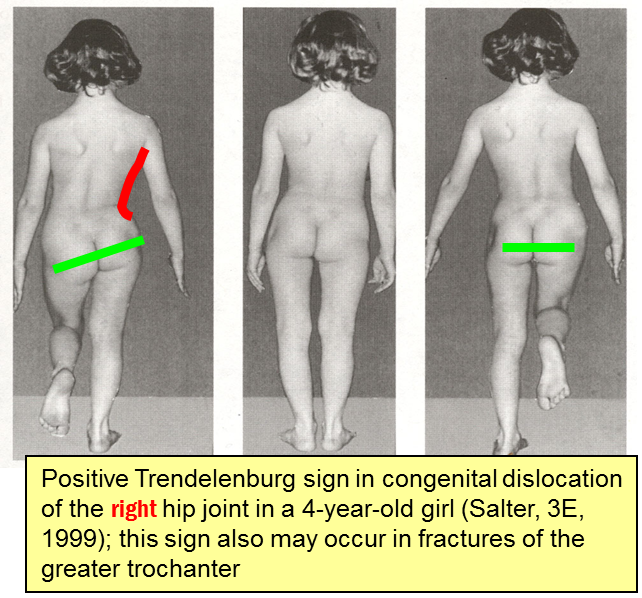 Positive Trendelenburg sign in congenital dislocation
of the right hip joint in a 4-year-old girl (Salter, 3E,
1999); this sign also may occur in fractures of the
greater trochanter